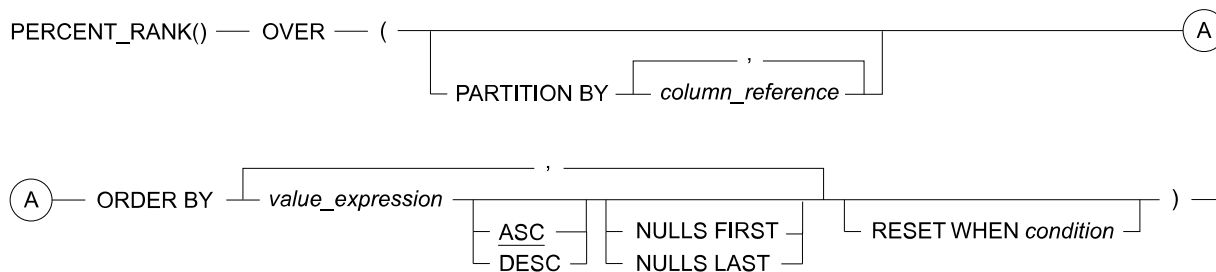 PERCENT_RANK() OVER ( A
,
PARTITION BY column_reference
,
A ORDER BY value_expression )
ASC NULLS FIRST RESET WHEN condition
DESC NULLS LAST